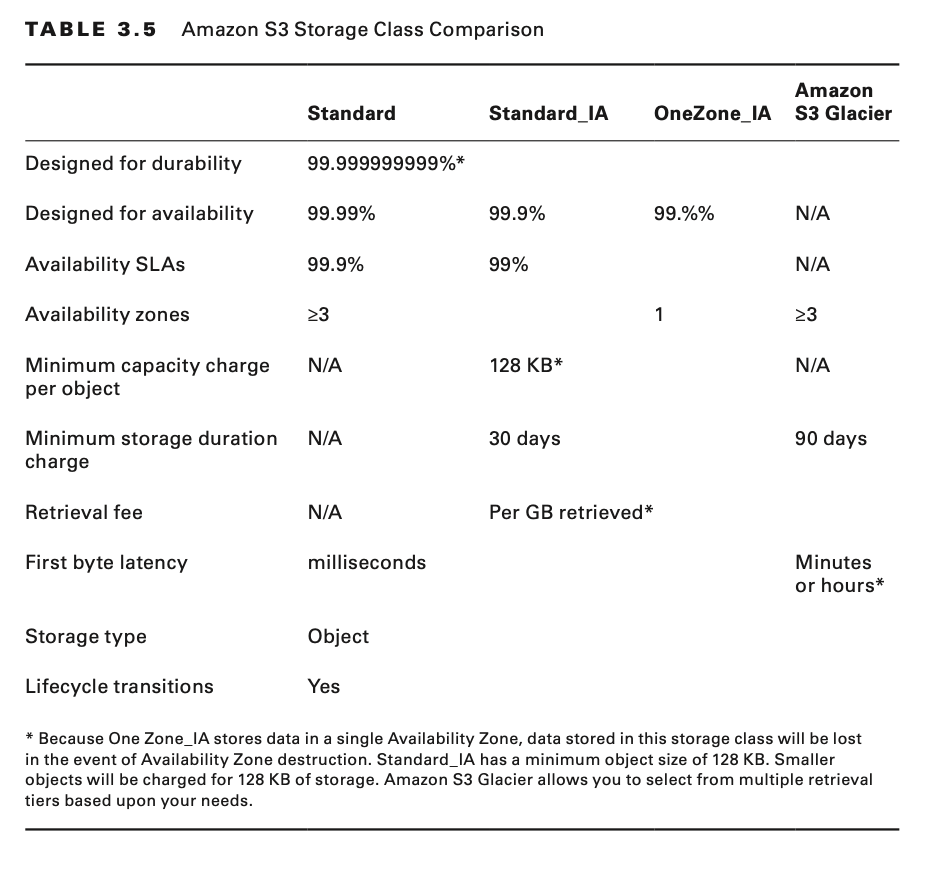 TABLE 3.5 Amazon S3 Storage Class Comparison
Amazon
Standard Standard_IA OneZone_IA S3 Glacier
Designed for durability 99.999999999%*
Designed for availability 99.99% 99.9% 99.%% N/A
Availability SLAs 99.9% 99% N/A
Availability zones ≥3 1 ≥3
Minimum capacity charge N/A 128 KB* N/A
per object
Minimum storage duration N/A 30 days 90 days
charge
Retrieval fee N/A Per GB retrieved*
First byte latency milliseconds Minutes
or hours*
Storage type Object
Lifecycle transitions Yes
* Because One Zone_IA stores data in a single Availability Zone, data stored in this storage class will be lost
in the event of Availability Zone destruction. Standard_IA has a minimum object size of 128 KB. Smaller
objects will be charged for 128 KB of storage. Amazon S3 Glacier allows you to select from multiple retrieval
tiers based upon your needs.